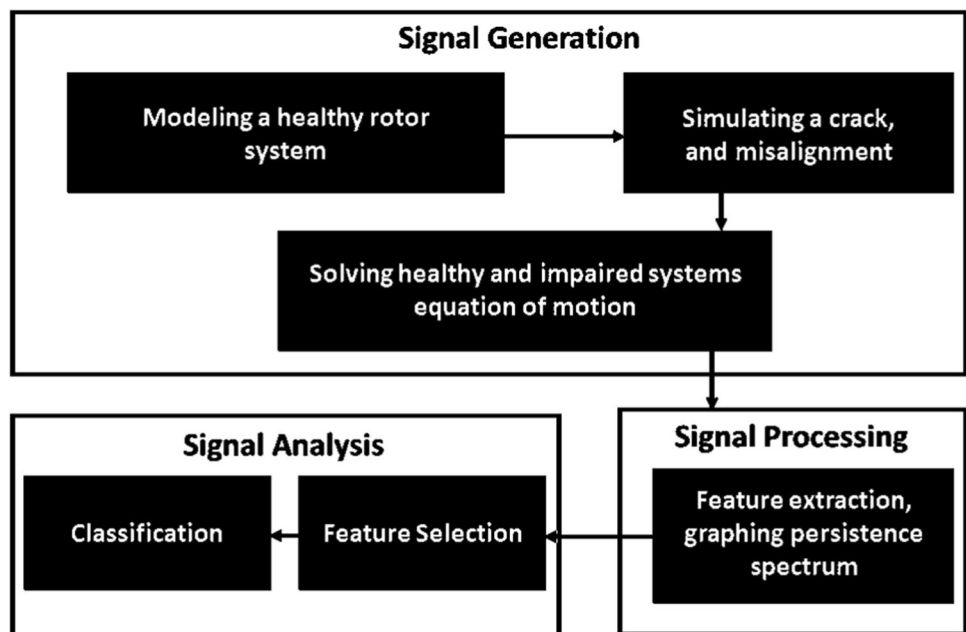 Signal Generation
Modeling a healthy rotor
system
Simulating a crack,
and misalignment
Solving healthy and impaired systems
equation of motion
Signal Processing
Feature extraction,
graphing persistence
spectrum
Signal Analysis
Feature Selection
Classification